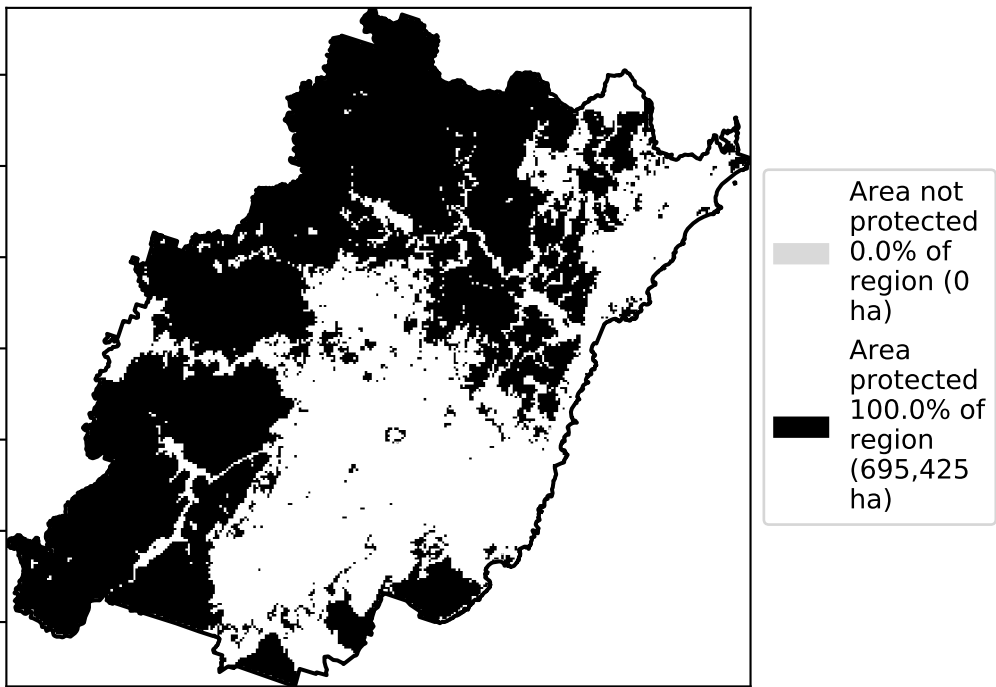 Area not
protected
0.0% of
region (0
ha)
Area
protected
100.0% of
region
(695,425
ha)